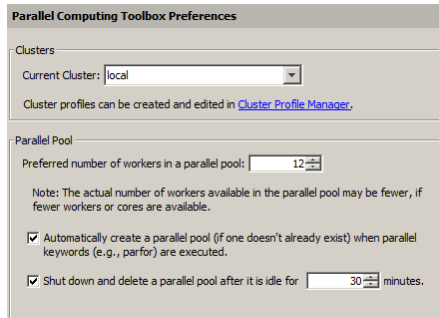 Parallel Computing Toolbox Preferences
Clusters
Current Cluster: local
Cluster profiles can be created and edited in Cluster Profile Manager.
Parallel Pool
Preferred number of workers in a parallel pool: 12
Note: The actual number of workers available in the parallel pool may be fewer, if
fewer workers or cores are available.
Automatically create a parallel pool (if one doesn't already exist) when parallel
keywords (e.g., parfor) are executed.
Shut down and delete a parallel pool after it is idle for 30 minutes.